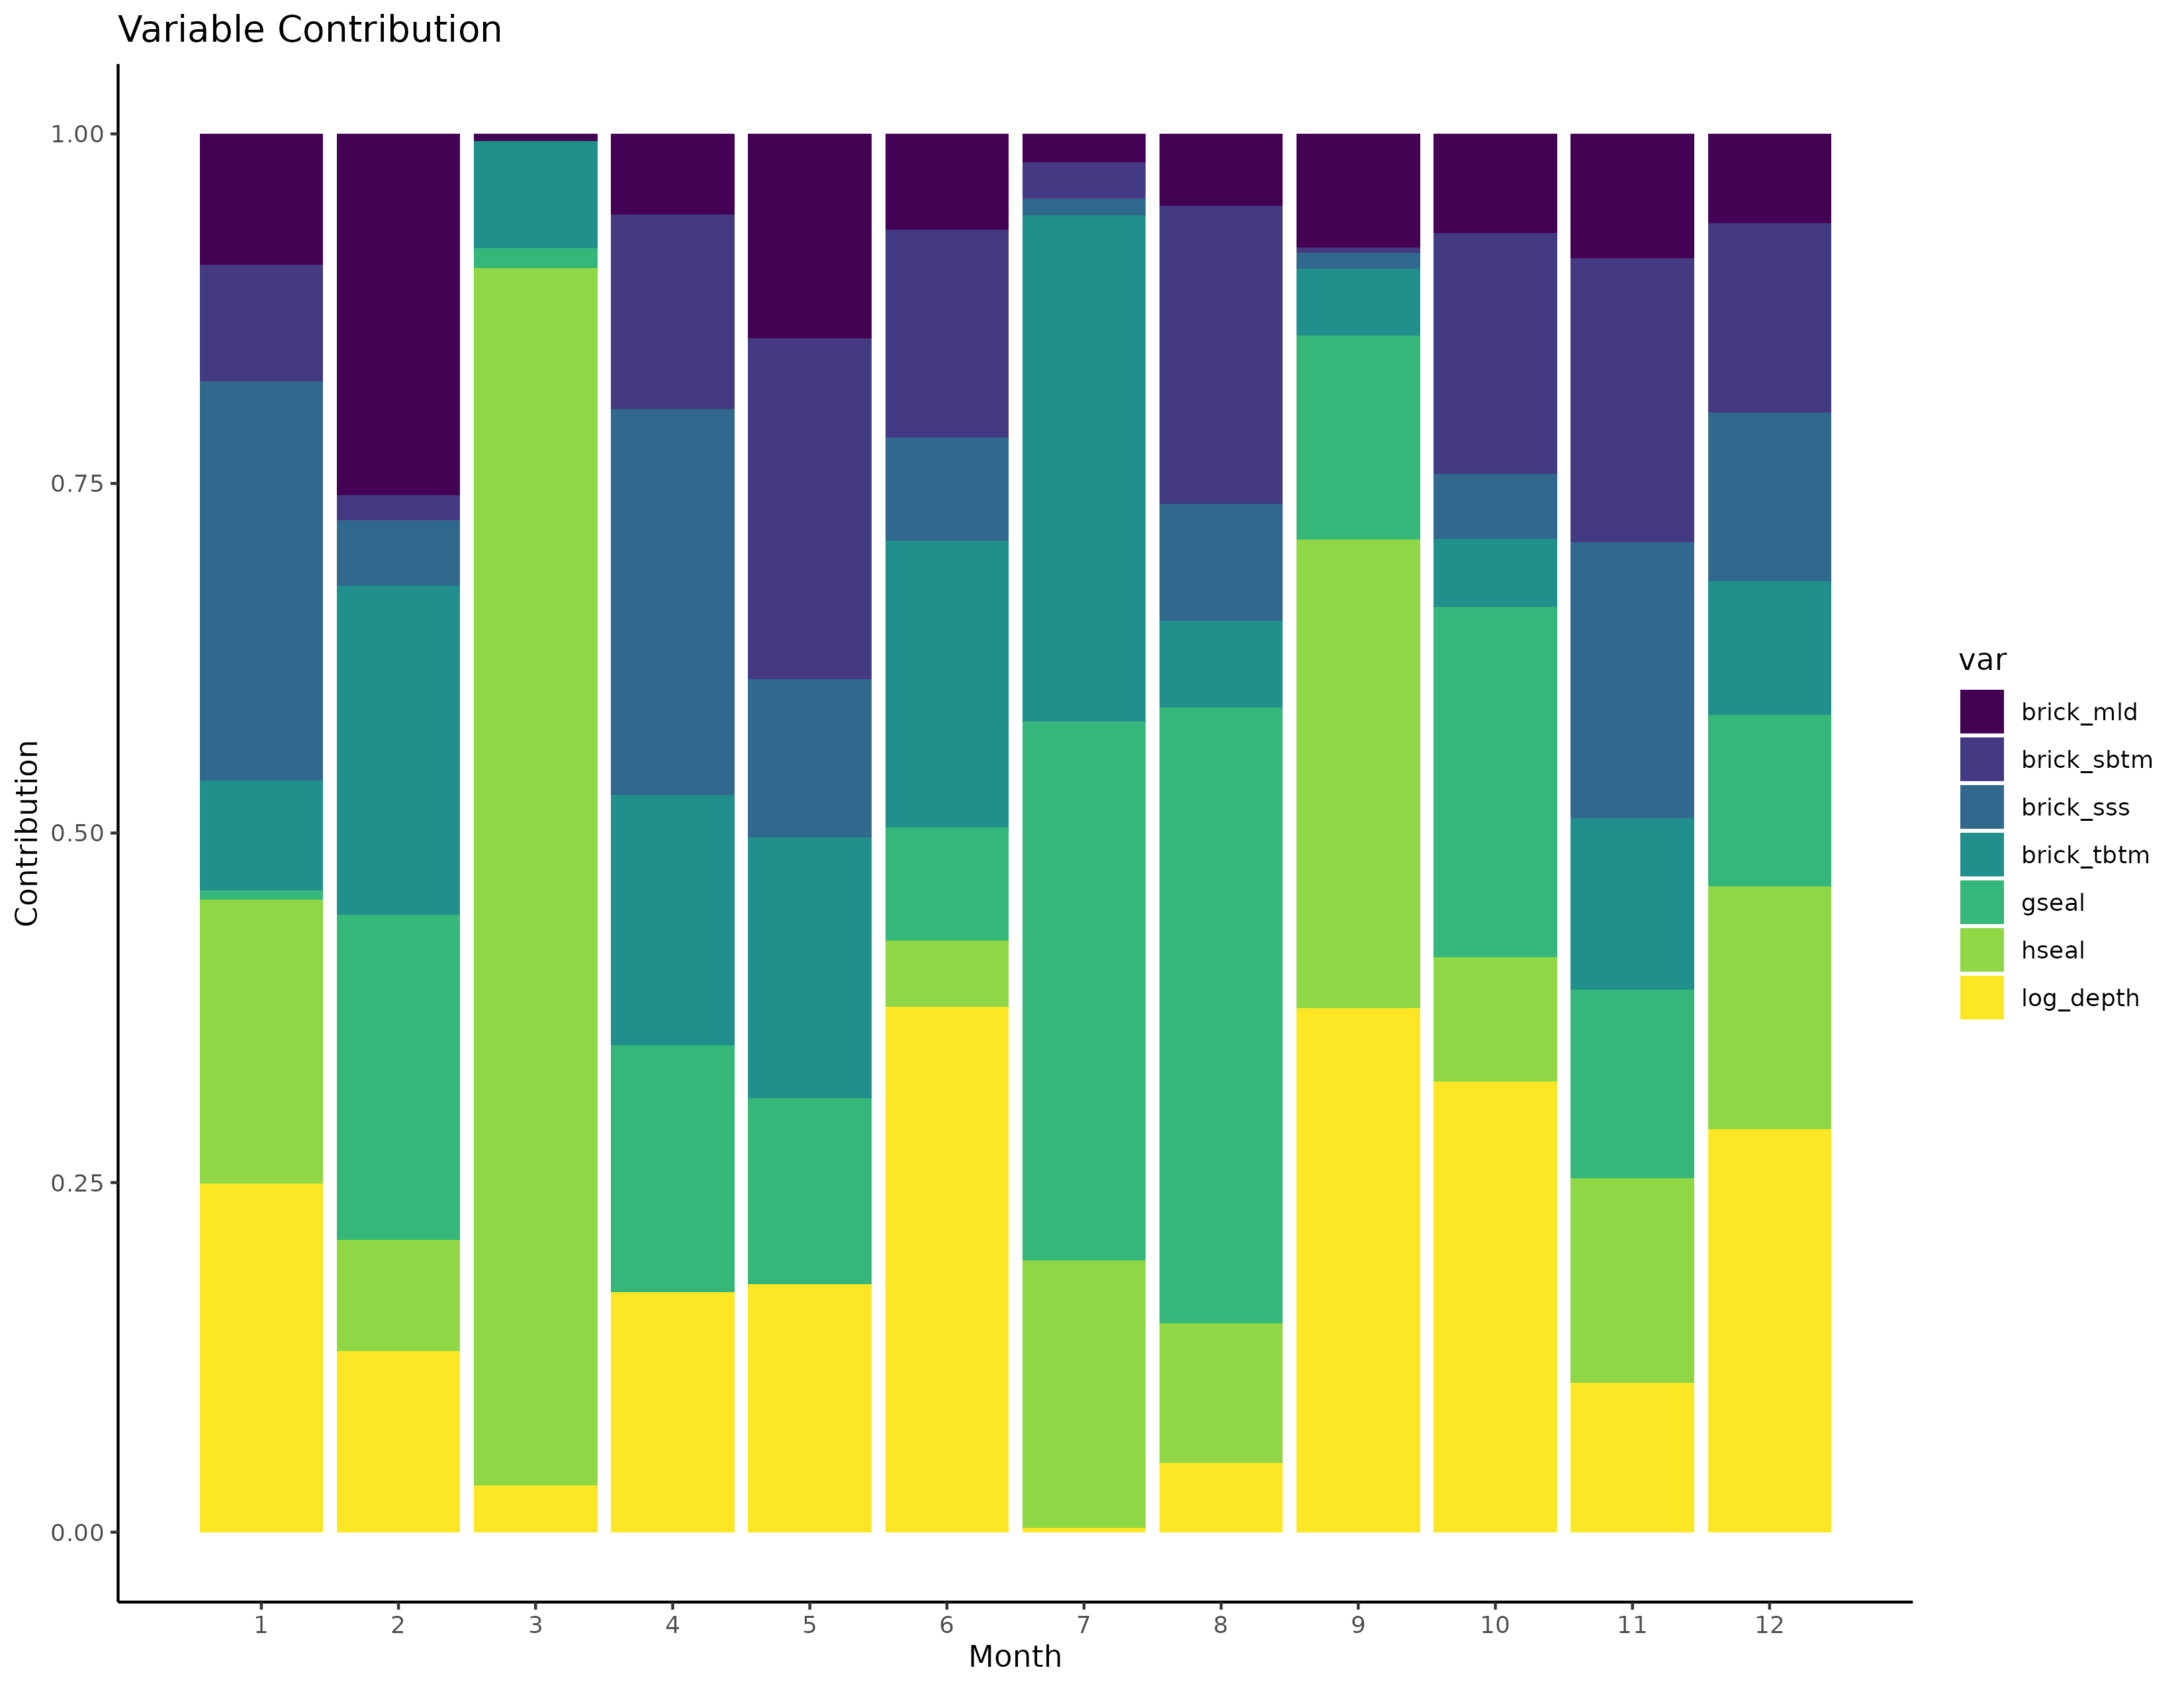 Variable Contribution
1.00
0.75
0.50
0.25
0.00
Contribution
1 2 3 4 5 6 7 8 9 10 11 12
Month
var
brick_mld
brick_sbtm
brick_sss
brick_tbtm
gseal
hseal
log_depth